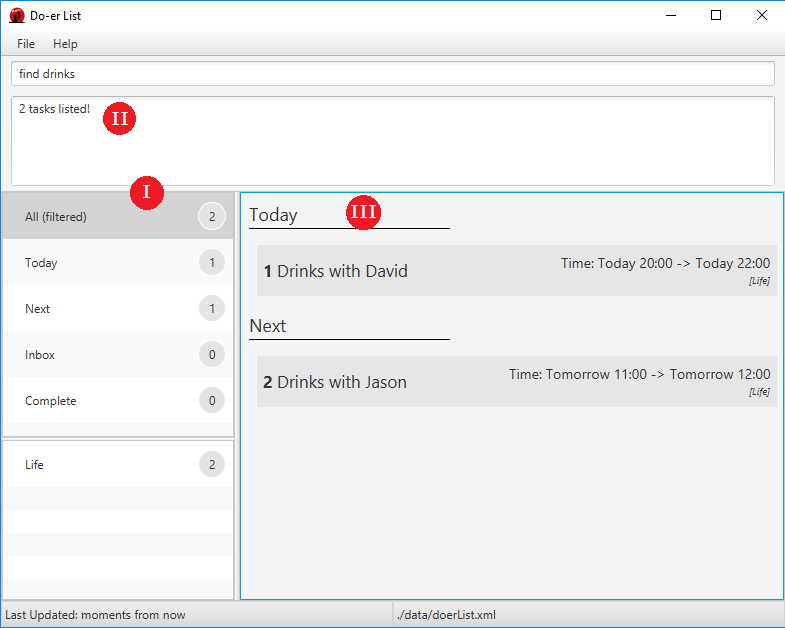 Do-er List
File Help
find drinks
2 tasks listed!
II
I
All (filtered) 2
Today 1
Next 1
Inbox 0
Complete 0
Life 2
III
Today
1 Drinks with David Time: Today 20:00 -> Today 22:00
[Life]
Next
2 Drinks with Jason Time: Tomorrow 11:00 -> Tomorrow 12:00
[Life]
Last Updated: moments from now ./data/doerList.xml